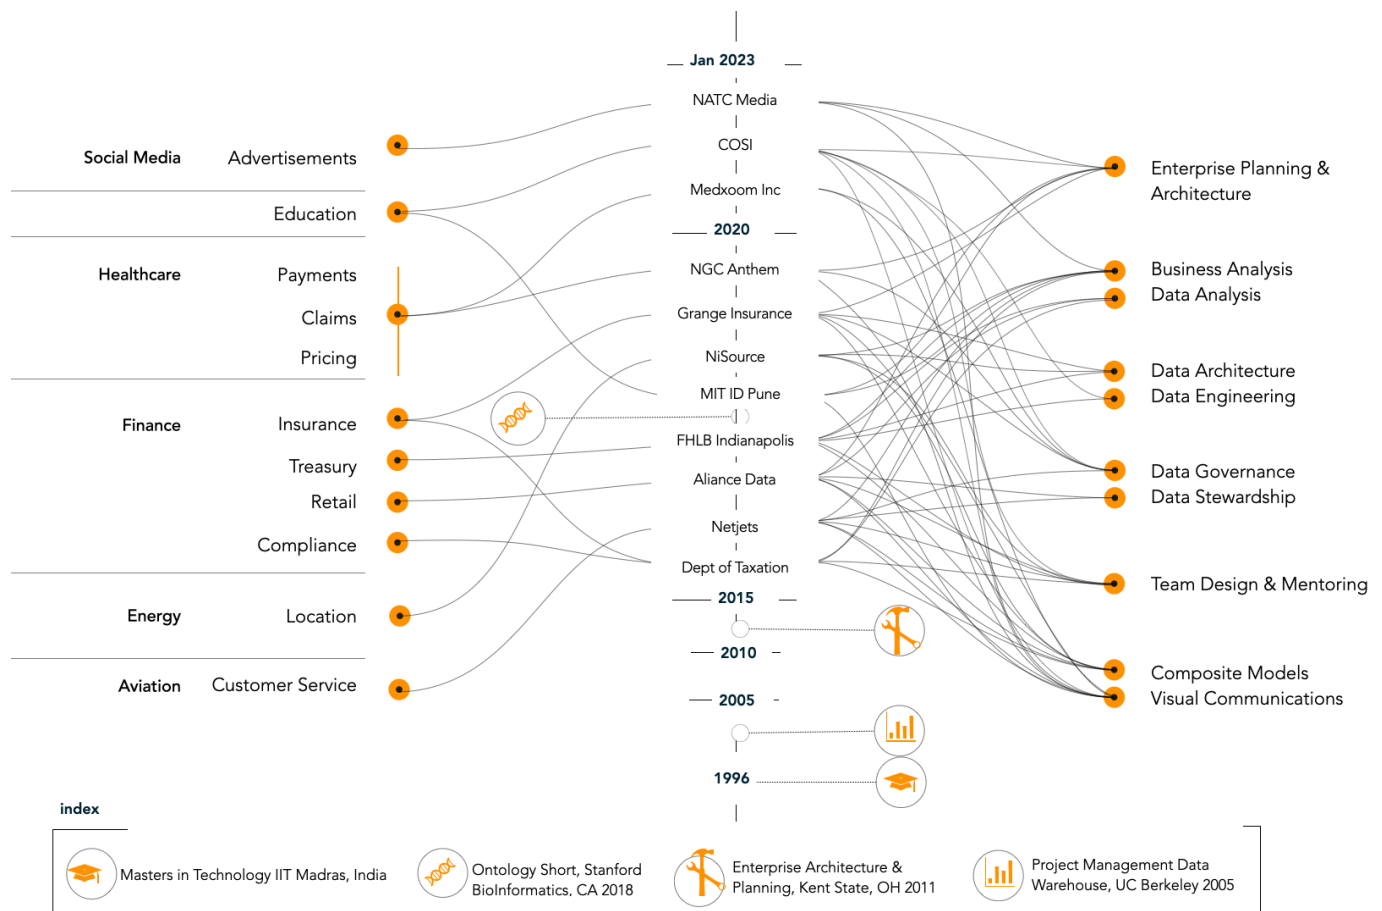 Jan 2023
NATC Media
COSI
Medxoom Inc
2020
NGC Anthem
Grange Insurance
NiSource
MIT ID Pune
FHLB Indianapolis
Aliance Data
Netjets
Dept of Taxation
2015
2010
2005
1996
Social Media
Advertisements
Education
Healthcare
Payments
Claims
Pricing
Finance
Insurance
Treasury
Retail
Compliance
Energy
Location
Aviation
Customer Service
Enterprise Planning &
Architecture
Business Analysis
Data Analysis
Data Architecture
Data Engineering
Data Governance
Data Stewardship
Team Design & Mentoring
Composite Models
Visual Communications
index
Masters in Technology IIT Madras, India
Ontology Short, Stanford
BioInformatics, CA 2018
Enterprise Architecture &
Planning, Kent State, OH 2011
Project Management Data
Warehouse, UC Berkeley 2005